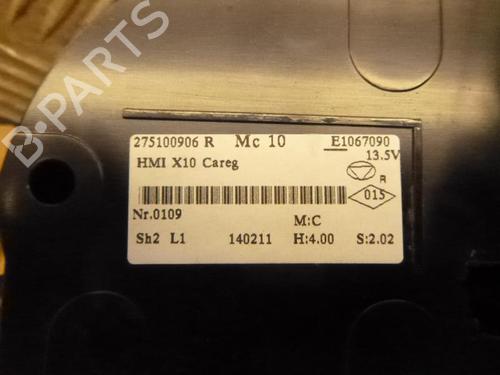 B-PARTS
275100906 R Mc 10 E1067090
13.5V
HMI X10 Careg
R
015
Nr.0109
M:C
Sh2 L1 140211 H:4.00 S:2.02